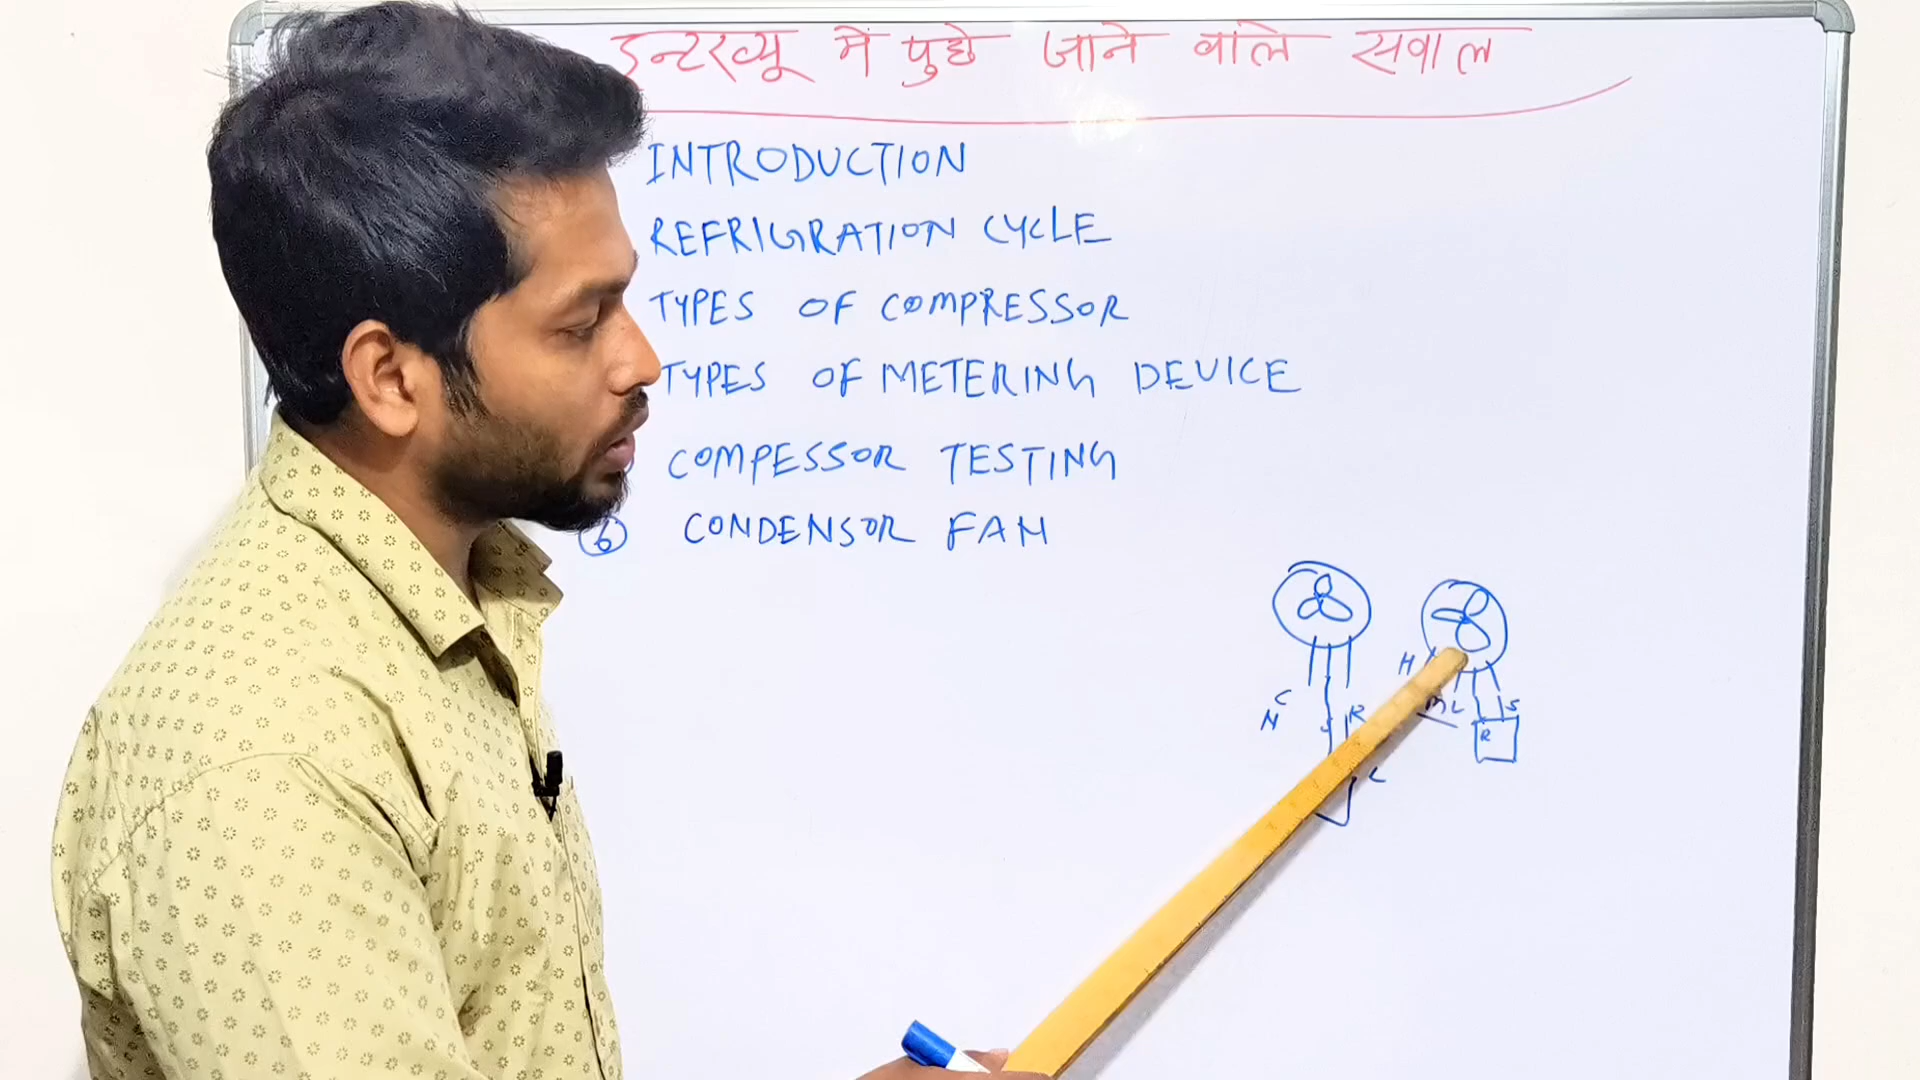 इन्टरव्यू में पुछे जाने वाले सवाल
INTRODUCTION
REFRIGRATION CYCLE
TYPES OF COMPRESSOR
TYPES OF METERING DEVICE
COMPESSOR TESTING
6 CONDENSOR FAN
H
C M L S
N S R R
L